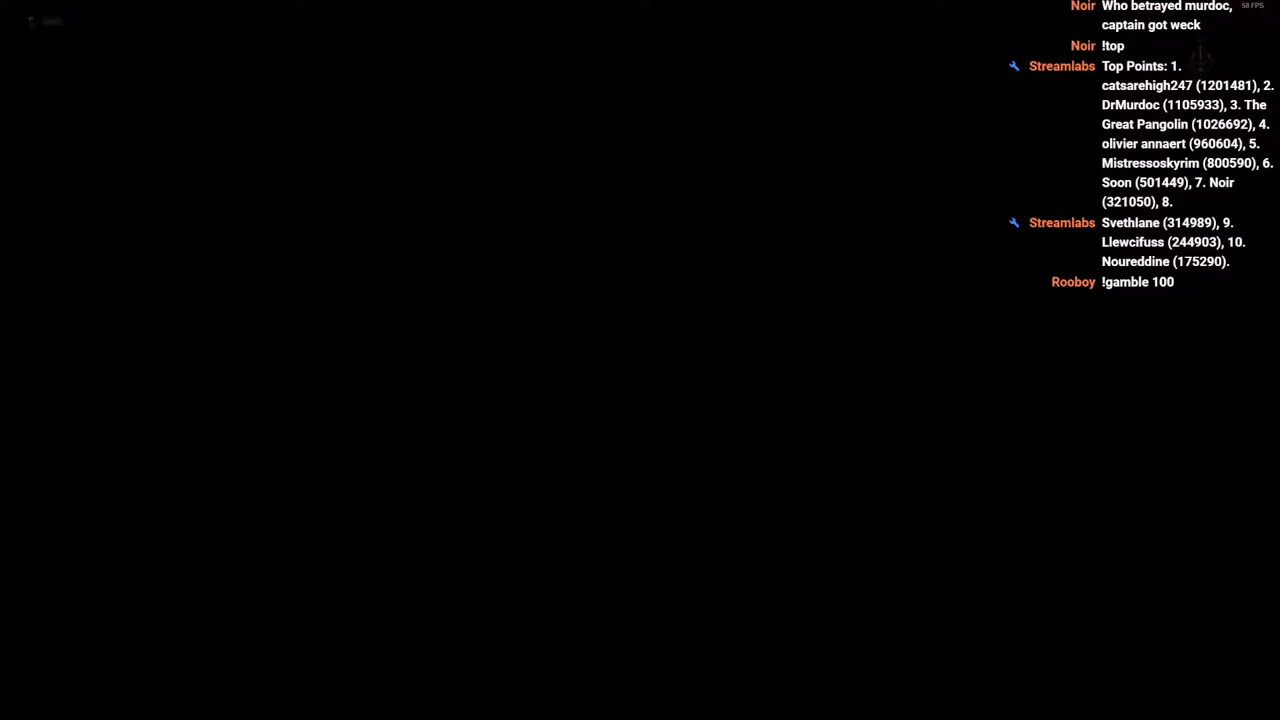 Noir Who betrayed murdoc, 58 FPS
captain got weck
Noir !top
Streamlabs Top Points: 1.
catsarehigh247 (1201481), 2.
DrMurdoc (1105933), 3. The
Great Pangolin (1026692), 4.
olivier annaert (960604), 5.
Mistressoskyrim (800590), 6.
Soon (501449), 7. Noir
(321050), 8.
Streamlabs Svethlane (314989), 9.
Llewcifuss (244903), 10.
Noureddine (175290).
Rooboy !gamble 100